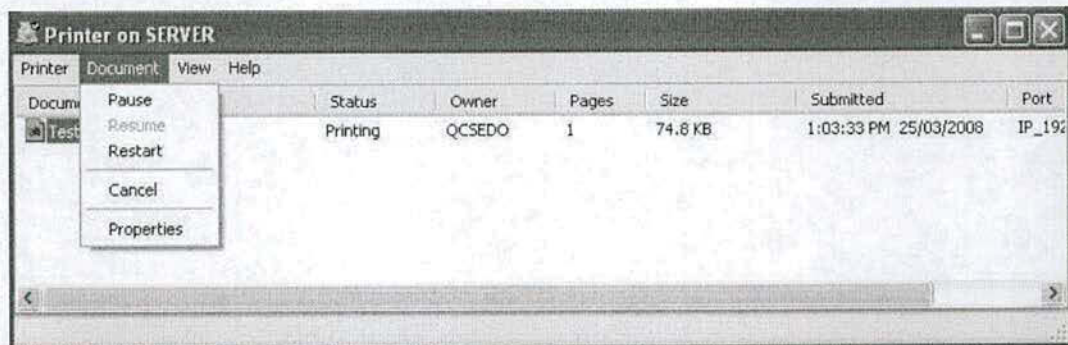 Printer on SERVER
Printer Document View Help
Docume Status Owner Pages Size Submitted Port
Test Printing QCSEDO 1 74.8 KB 1:03:33 PM 25/03/2008 IP_192
Pause
Resume
Restart
Cancel
Properties